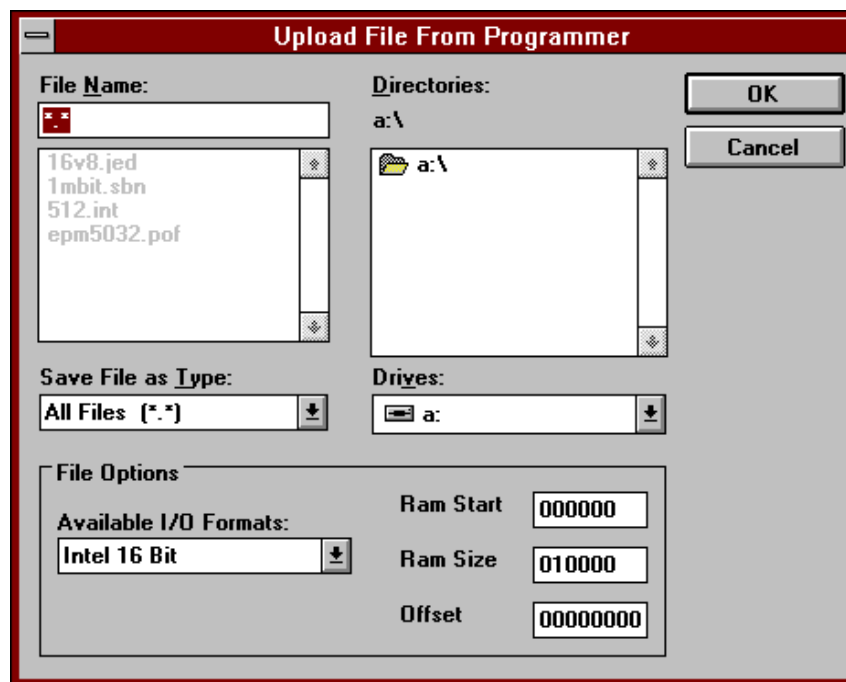 Upload File From Programmer
File Name:
*.*
16v8.jed
1mbit.sbn
512.int
epm5032.pof
Directories:
a:\
a:\
OK
Cancel
Save File as Type:
All Files (*.*)
Drives:
a:
File Options
Available I/O Formats:
Intel 16 Bit
Ram Start 000000
Ram Size 010000
Offset 00000000